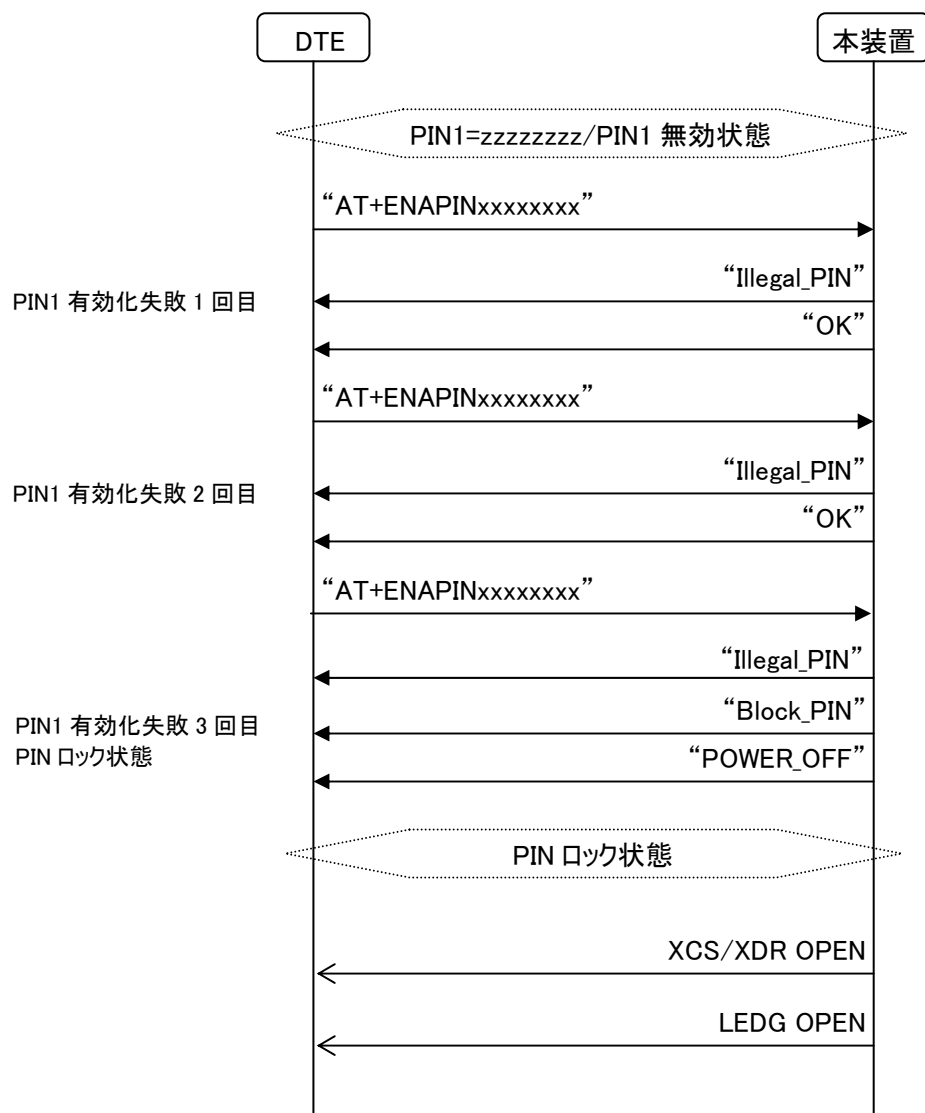 DTE
本装置
PIN1=zzzzzzzz/PIN1 無効状態
“AT+ENAPINxxxxxxxx”
“Illegal_PIN”
PIN1 有効化失敗 1 回目
“OK”
“AT+ENAPINxxxxxxxx”
“Illegal_PIN”
PIN1 有効化失敗 2 回目
“OK”
“AT+ENAPINxxxxxxxx”
“Illegal_PIN”
“Block_PIN”
PIN1 有効化失敗 3 回目
PIN ロック状態
“POWER_OFF”
PIN ロック状態
XCS/XDR OPEN
LEDG OPEN